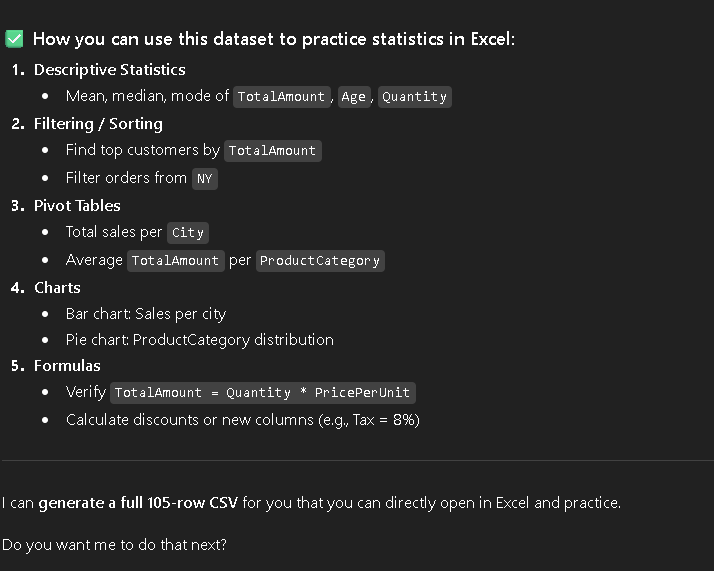 ✅ How you can use this dataset to practice statistics in Excel:
1. Descriptive Statistics
• Mean, median, mode of TotalAmount, Age, Quantity
2. Filtering / Sorting
• Find top customers by TotalAmount
• Filter orders from NY
3. Pivot Tables
• Total sales per City
• Average TotalAmount per ProductCategory
4. Charts
• Bar chart: Sales per city
• Pie chart: ProductCategory distribution
5. Formulas
• Verify TotalAmount = Quantity * PricePerUnit
• Calculate discounts or new columns (e.g., Tax = 8%)
I can generate a full 105-row CSV for you that you can directly open in Excel and practice.
Do you want me to do that next?